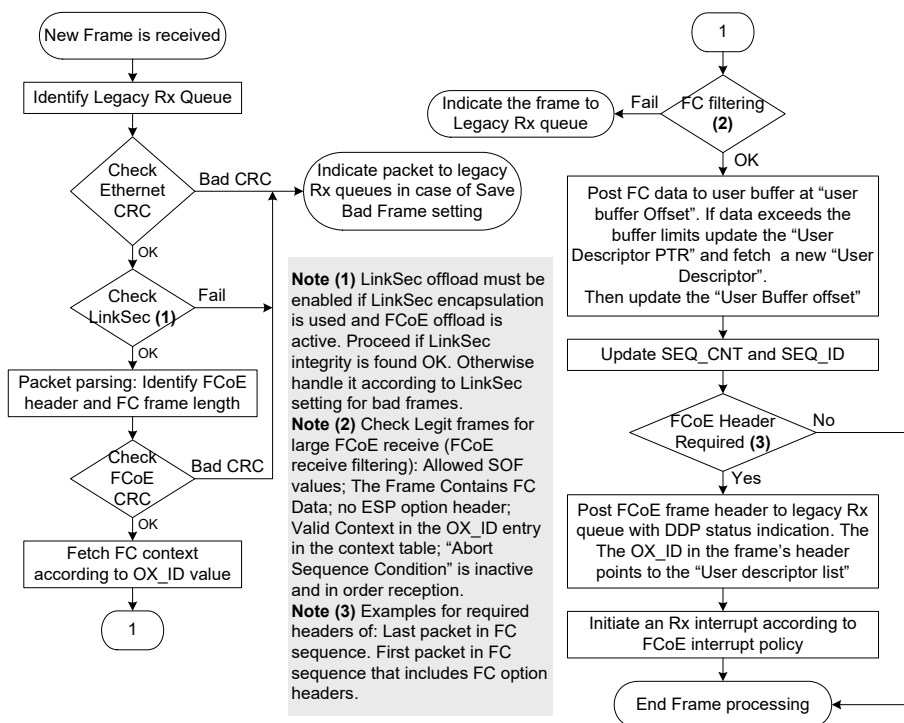 New Frame is received
Identify Legacy Rx Queue
Check
Ethernet
CRC
Bad CRC
OK
Indicate packet to legacy
Rx queues in case of Save
Bad Frame setting
Check
LinkSec (1)
Fail
OK
Packet parsing: Identify FCoE
header and FC frame length
Check
FCoE
CRC
Bad CRC
OK
Fetch FC context
according to OX_ID value
1
Note (1) LinkSec offload must be
enabled if LinkSec encapsulation
is used and FCoE offload is
active. Proceed if LinkSec
integrity is found OK. Otherwise
handle it according to LinkSec
setting for bad frames.
Note (2) Check Legit frames for
large FCoE receive (FCoE
receive filtering): Allowed SOF
values; The Frame Contains FC
Data; no ESP option header;
Valid Context in the OX_ID entry
in the context table; “Abort
Sequence Condition” is inactive
and in order reception.
Note (3) Examples for required
headers of: Last packet in FC
sequence. First packet in FC
sequence that includes FC option
headers.
1
FC filtering
(2)
Fail
Indicate the frame to
Legacy Rx queue
OK
Post FC data to user buffer at “user
buffer Offset”. If data exceeds the
buffer limits update the “User
Descriptor PTR” and fetch a new “User
Descriptor”.
Then update the “User Buffer offset”
Update SEQ_CNT and SEQ_ID
FCoE Header
Required (3)
No
Yes
Post FCoE frame header to legacy Rx
queue with DDP status indication. The
The OX_ID in the frame’s header
points to the “User descriptor list”
Initiate an Rx interrupt according to
FCoE interrupt policy
End Frame processing